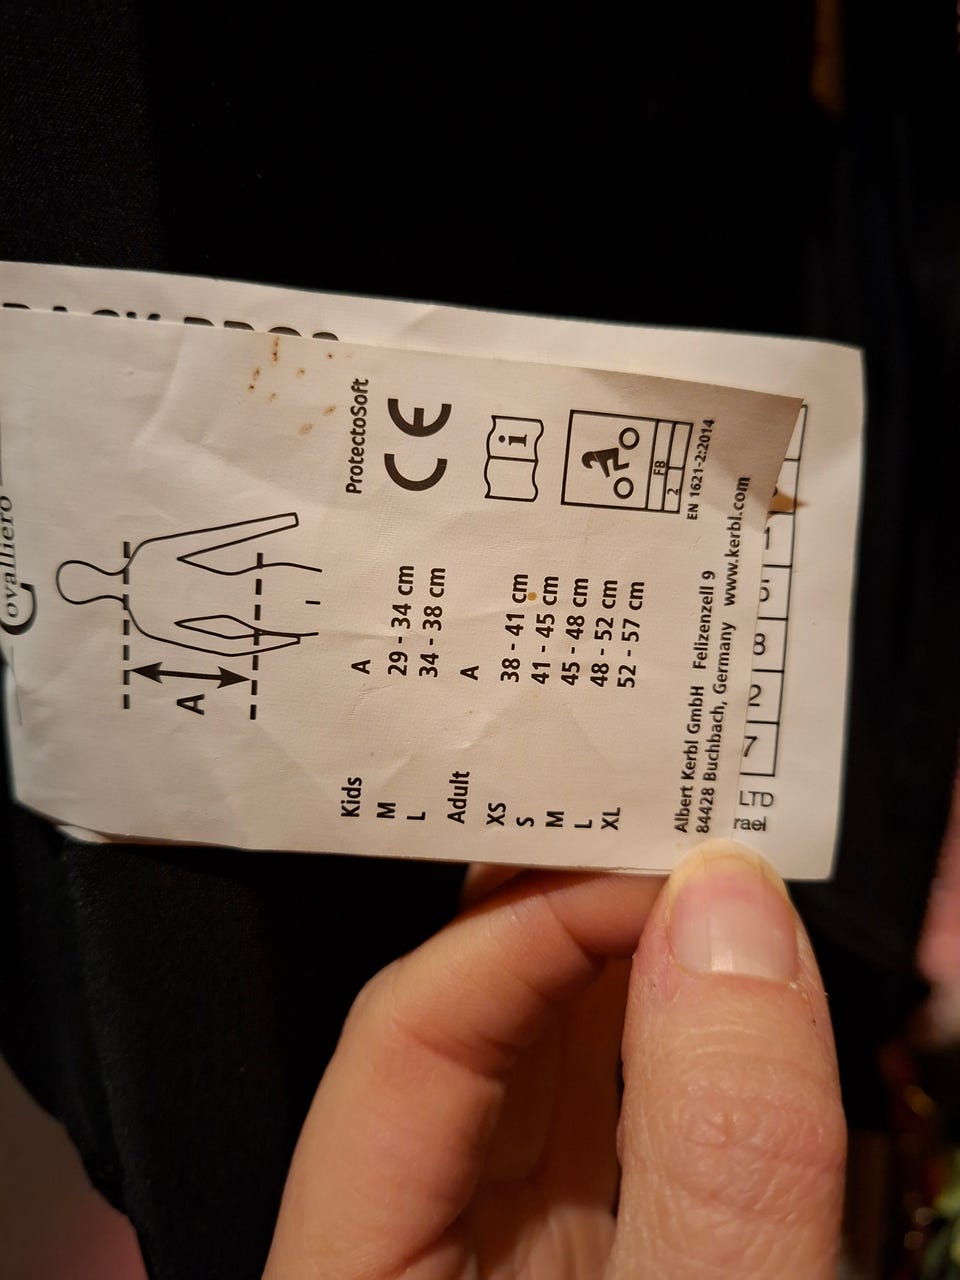 Covalliero
A
ProtectoSoft
Kids A
M 29 - 34 cm
L 34 - 38 cm
Adult A
XS 38 - 41 cm
S 41 - 45 cm
M 45 - 48 cm
L 48 - 52 cm
XL 52 - 57 cm
CE
i
FB
2
EN 1621-2:2014
Albert Kerbl GmbH Felizenzell 9
84428 Buchbach, Germany www.kerbl.com
LTD